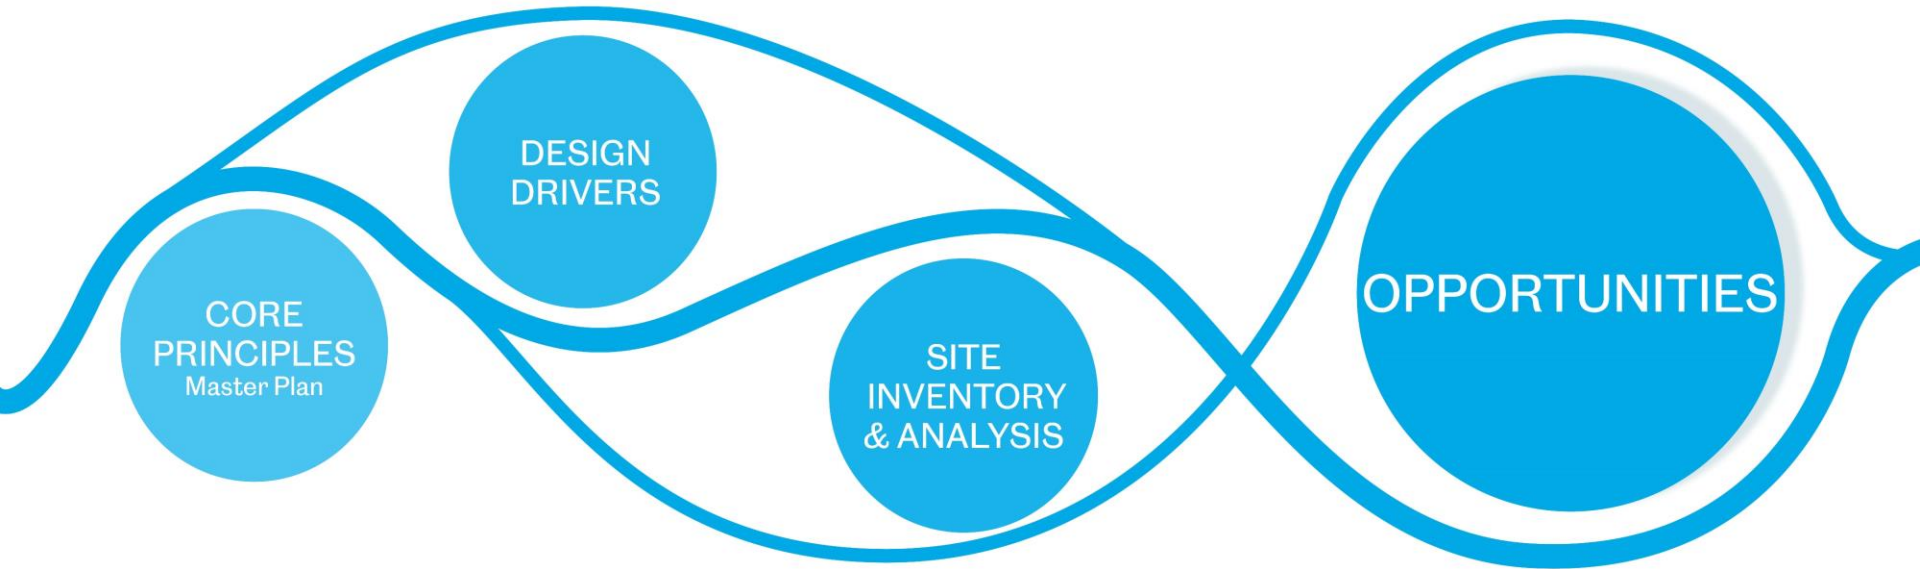 CORE
PRINCIPLES
Master Plan
DESIGN
DRIVERS
SITE
INVENTORY
& ANALYSIS
OPPORTUNITIES